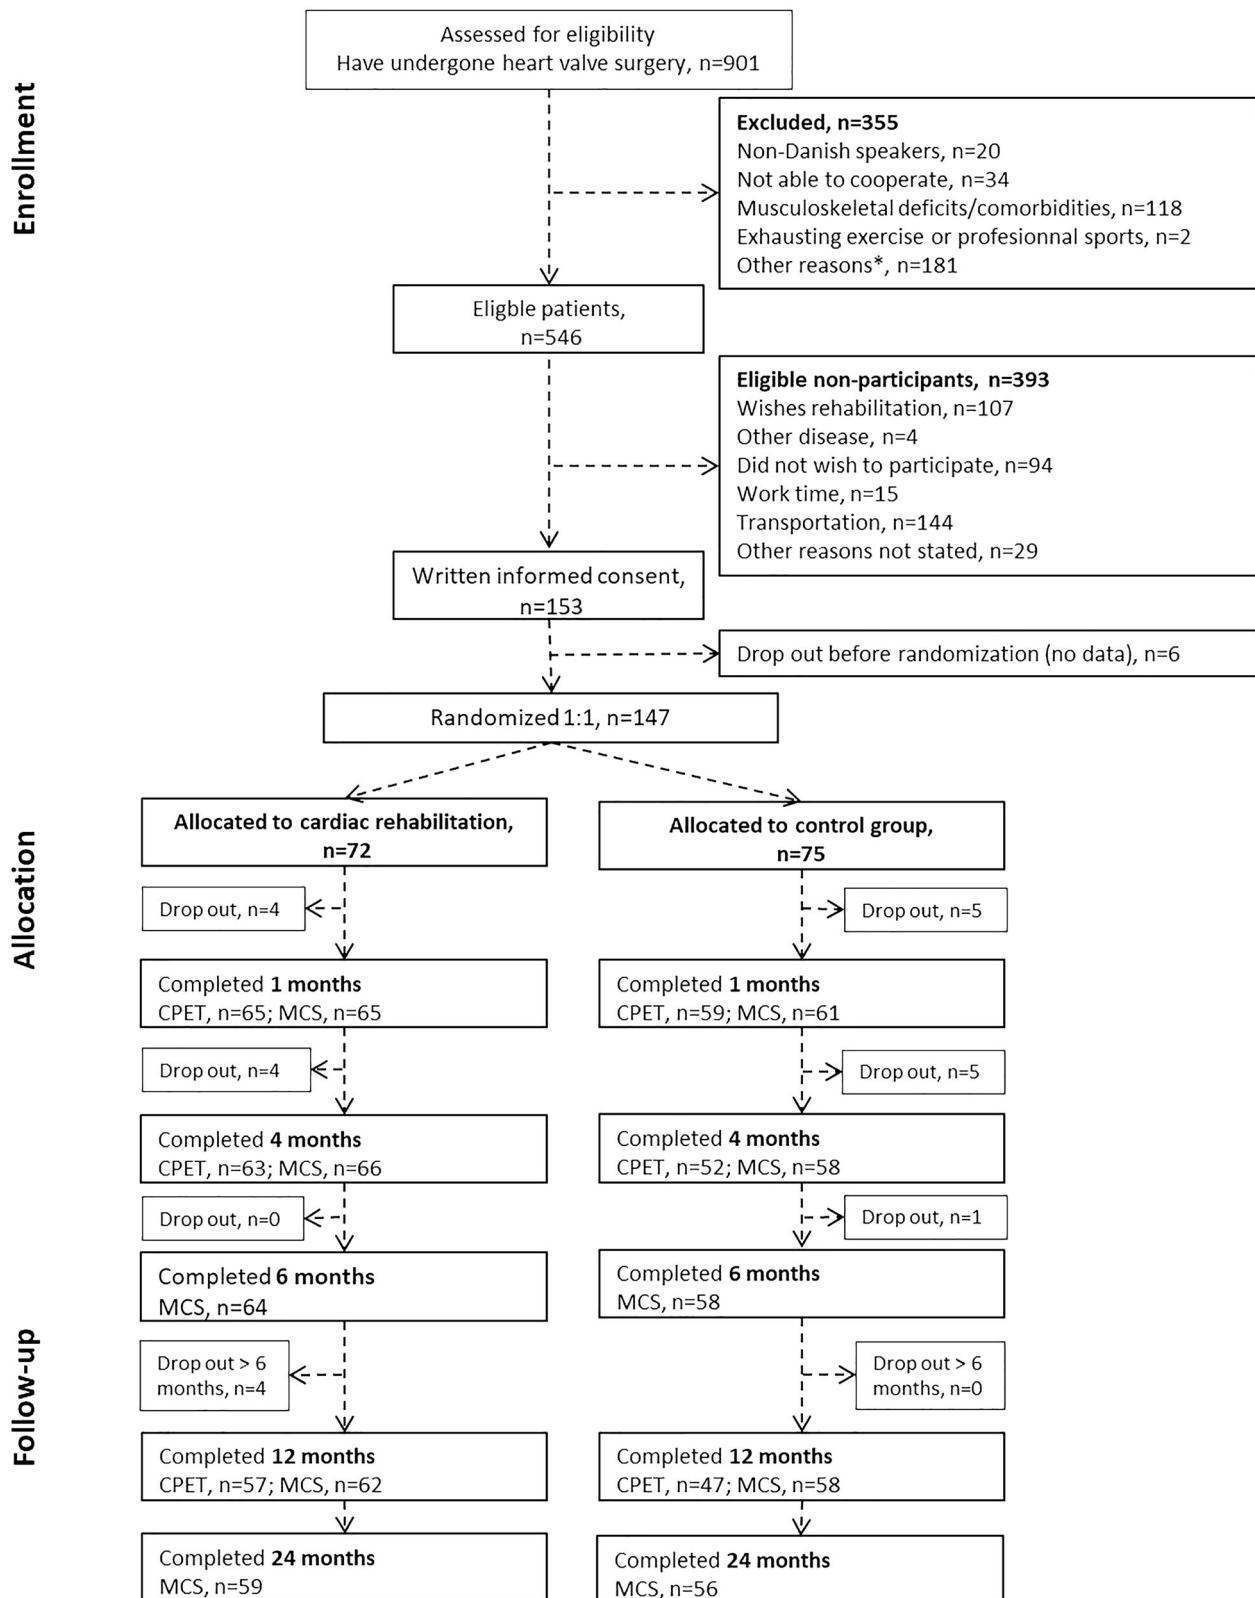 Enrollment
Assessed for eligibility
Have undergone heart valve surgery, n=901
Excluded, n=355
Non-Danish speakers, n=20
Not able to cooperate, n=34
Musculoskeletal deficits/comorbidities, n=118
Exhausting exercise or profesionnal sports, n=2
Other reasons*, n=181
Eligble patients,
n=546
Eligible non-participants, n=393
Wishes rehabilitation, n=107
Other disease, n=4
Did not wish to participate, n=94
Work time, n=15
Transportation, n=144
Other reasons not stated, n=29
Written informed consent,
n=153
Drop out before randomization (no data), n=6
Randomized 1:1, n=147
Allocation
Allocated to cardiac rehabilitation,
n=72
Allocated to control group,
n=75
Drop out, n=4
Drop out, n=5
Completed 1 months
CPET, n=65; MCS, n=65
Completed 1 months
CPET, n=59; MCS, n=61
Drop out, n=4
Drop out, n=5
Completed 4 months
CPET, n=63; MCS, n=66
Completed 4 months
CPET, n=52; MCS, n=58
Drop out, n=0
Drop out, n=1
Completed 6 months
MCS, n=64
Completed 6 months
MCS, n=58
Follow-up
Drop out > 6
months, n=4
Drop out > 6
months, n=0
Completed 12 months
CPET, n=57; MCS, n=62
Completed 12 months
CPET, n=47; MCS, n=58
Completed 24 months
MCS, n=59
Completed 24 months
MCS, n=56